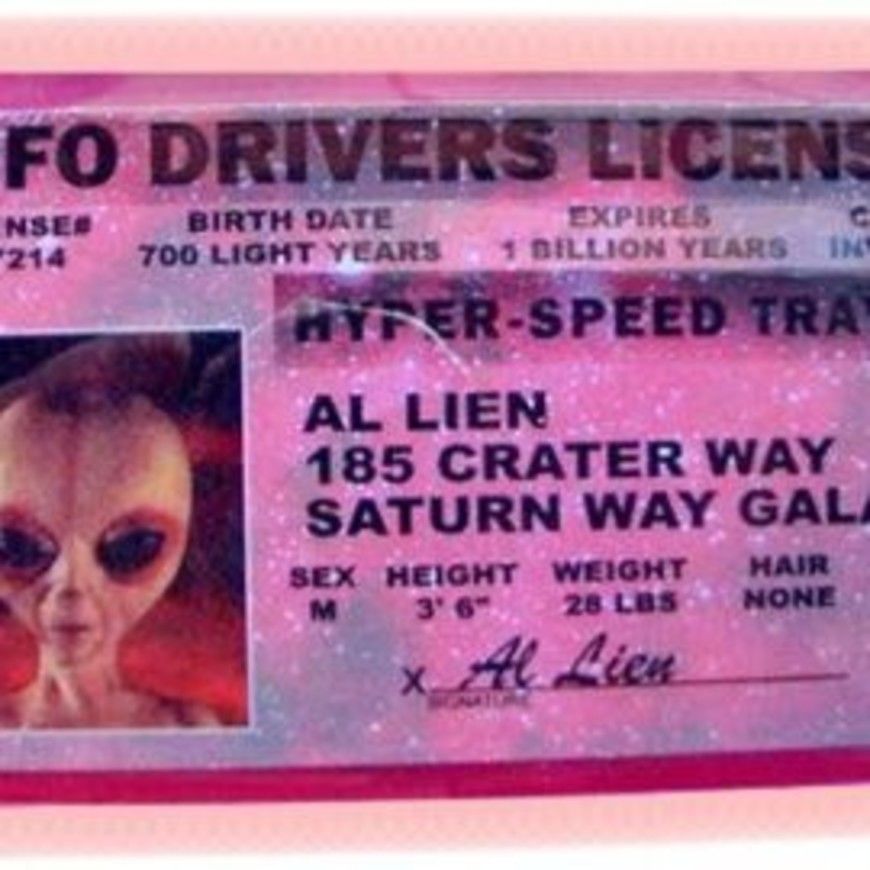 FO DRIVERS LiCENS
NSE# BIRTH DATE EXPIRES C
7214 700 LIGHT YEARS 1 BILLION YEARS IN
HYPER-SPEED TRA
AL LIEN
185 CRATER WAY
SATURN WAY GALA
SEX HEIGHT WEIGHT HAIR
M 3' 6" 28 LBS NONE
X Al Lien
SIGNATURE